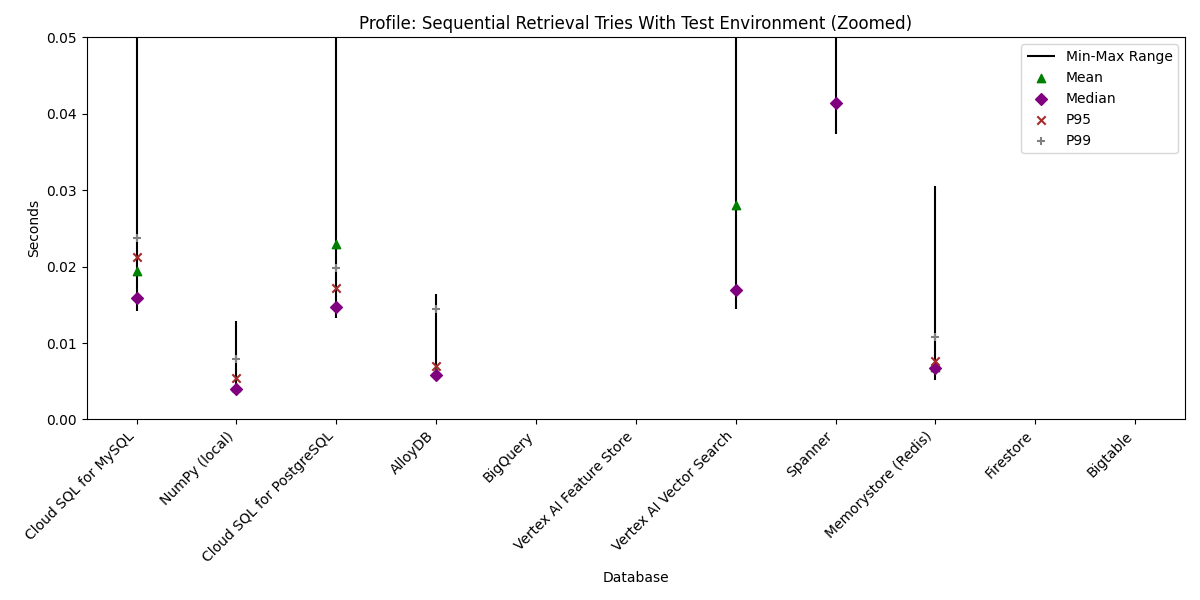 Profile: Sequential Retrieval Tries With Test Environment (Zoomed)
0.05
0.04
0.03
0.02
0.01
0.00
Seconds
Min-Max Range
Mean
Median
P95
P99
Cloud SQL for MySQL
NumPy (local)
Cloud SQL for PostgreSQL
AlloyDB
BigQuery
Vertex AI Feature Store
Vertex AI Vector Search
Spanner
Memorystore (Redis)
Firestore
Bigtable
Database